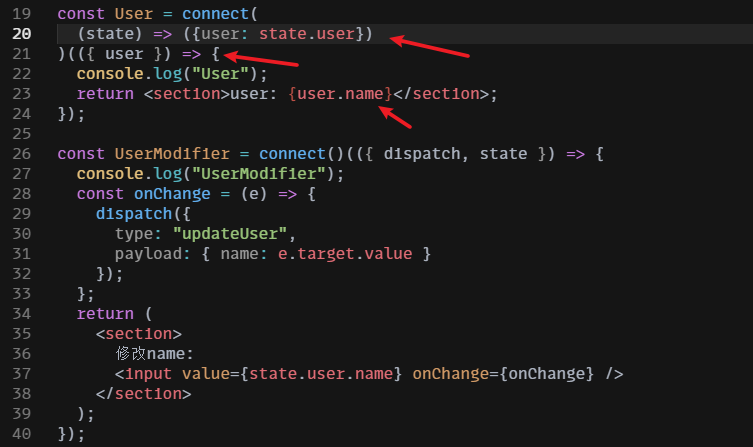 19 const User = connect(
20   (state) => ({user: state.user})
21 )(({ user }) => {
22   console.log("User");
23   return <section>user: {user.name}</section>;
24 });
25
26 const UserModifier = connect()(({ dispatch, state }) => {
27   console.log("UserModifier");
28   const onChange = (e) => {
29     dispatch({
30       type: "updateUser",
31       payload: { name: e.target.value }
32     });
33   };
34   return (
35     <section>
36       修改name:
37       <input value={state.user.name} onChange={onChange} />
38     </section>
39   );
40 });